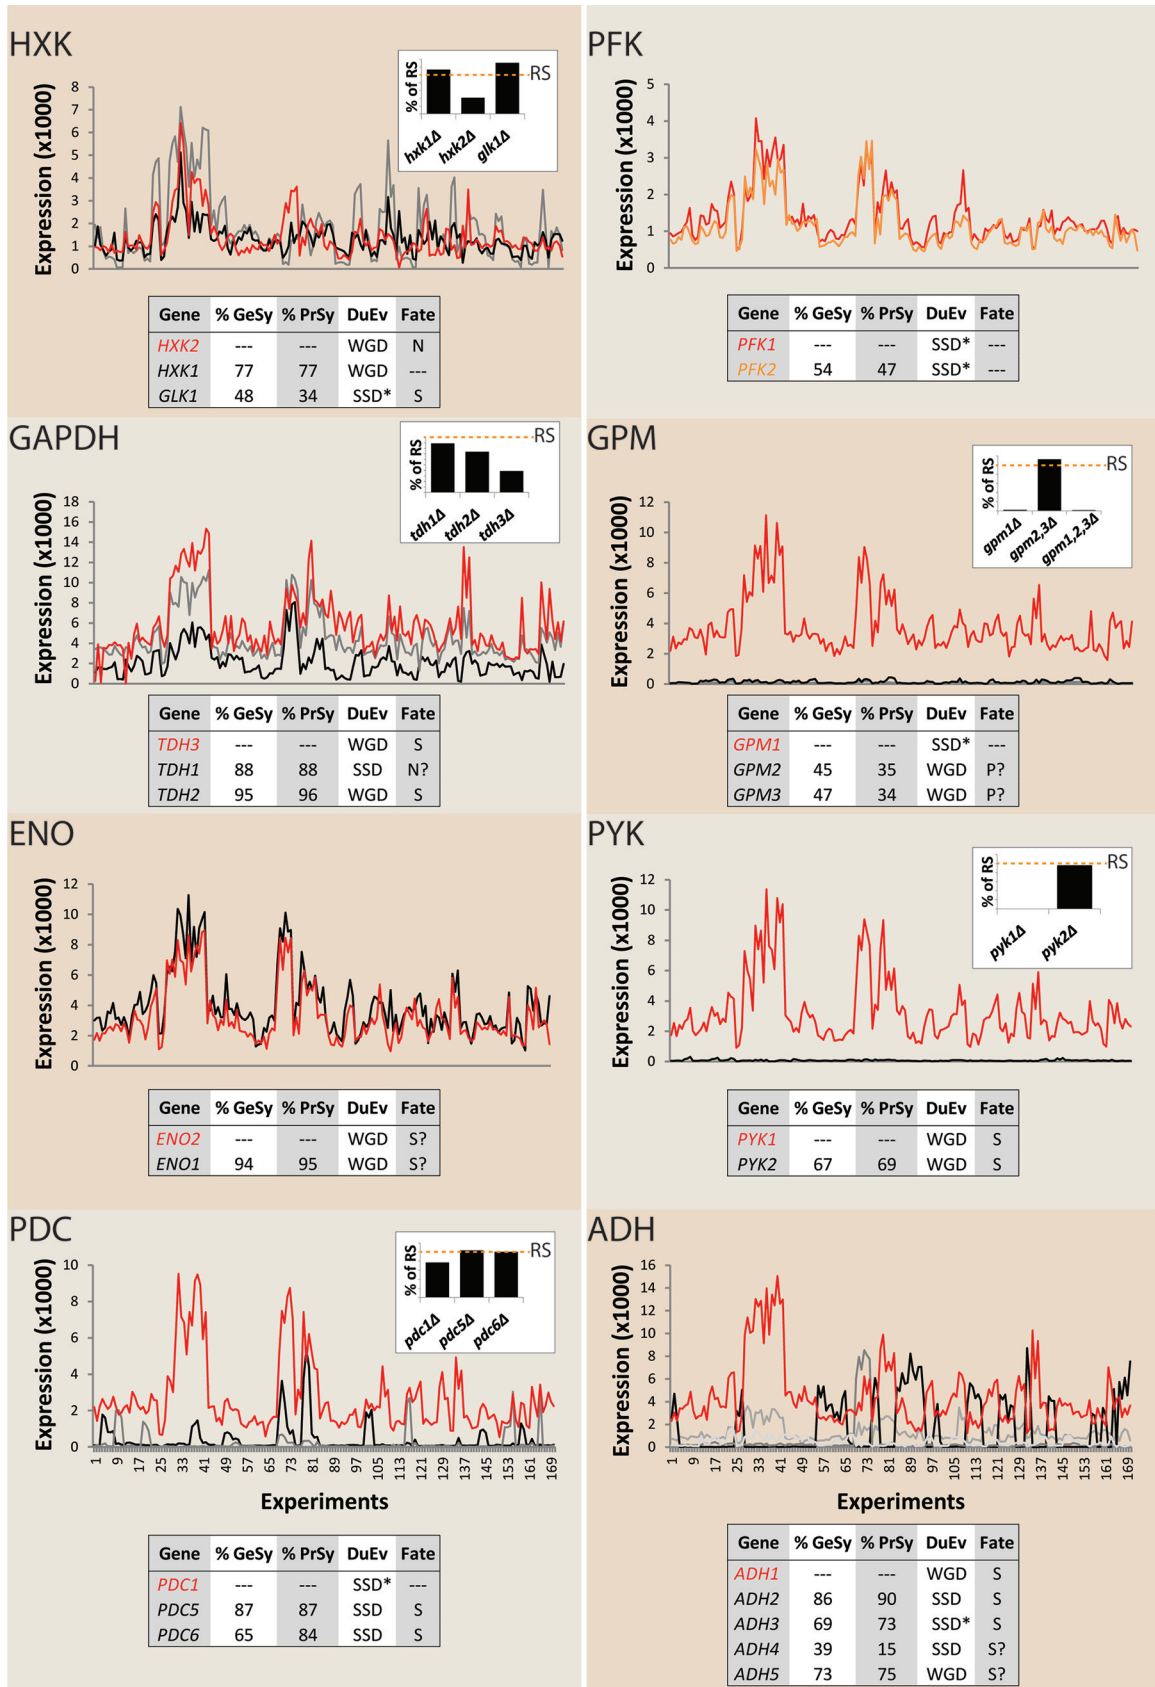 HXK
Expression (x1000)
8
7
6
5
4
3
2
1
0
% of RS
RS
hxk1Δ hxk2Δ glk1Δ
Gene % GeSy % PrSy DuEv Fate
HXK2 --- --- WGD N
HXK1 77 77 WGD ---
GLK1 48 34 SSD* S
PFK
Expression (x1000)
5
4
3
2
1
0
Gene % GeSy % PrSy DuEv Fate
PFK1 --- --- SSD* ---
PFK2 54 47 SSD* ---
GAPDH
Expression (x1000)
18
16
14
12
10
8
6
4
2
0
% of RS
RS
tdh1Δ tdh2Δ tdh3Δ
Gene % GeSy % PrSy DuEv Fate
TDH3 --- --- WGD S
TDH1 88 88 SSD N?
TDH2 95 96 WGD S
GPM
Expression (x1000)
12
10
8
6
4
2
0
% of RS
RS
gpm1Δ gpm2,3Δ gpm1,2,3Δ
Gene % GeSy % PrSy DuEv Fate
GPM1 --- --- SSD* ---
GPM2 45 35 WGD P?
GPM3 47 34 WGD P?
ENO
Expression (x1000)
12
10
8
6
4
2
0
Gene % GeSy % PrSy DuEv Fate
ENO2 --- --- WGD S?
ENO1 94 95 WGD S?
PYK
Expression (x1000)
12
10
8
6
4
2
0
% of RS
RS
pyk1Δ pyk2Δ
Gene % GeSy % PrSy DuEv Fate
PYK1 --- --- WGD S
PYK2 67 69 WGD S
PDC
Expression (x1000)
10
8
6
4
2
0
% of RS
RS
pdc1Δ pdc5Δ pdc6Δ
1 9 17 25 33 41 49 57 65 73 81 89 97 105 113 121 129 137 145 153 161 169
Experiments
Gene % GeSy % PrSy DuEv Fate
PDC1 --- --- SSD* ---
PDC5 87 87 SSD S
PDC6 65 84 SSD S
ADH
Expression (x1000)
16
14
12
10
8
6
4
2
0
1 9 17 25 33 41 49 57 65 73 81 89 97 105 113 121 129 137 145 153 161 169
Experiments
Gene % GeSy % PrSy DuEv Fate
ADH1 --- --- WGD S
ADH2 86 90 SSD S
ADH3 69 73 SSD* S
ADH4 39 15 SSD S?
ADH5 73 75 WGD S?